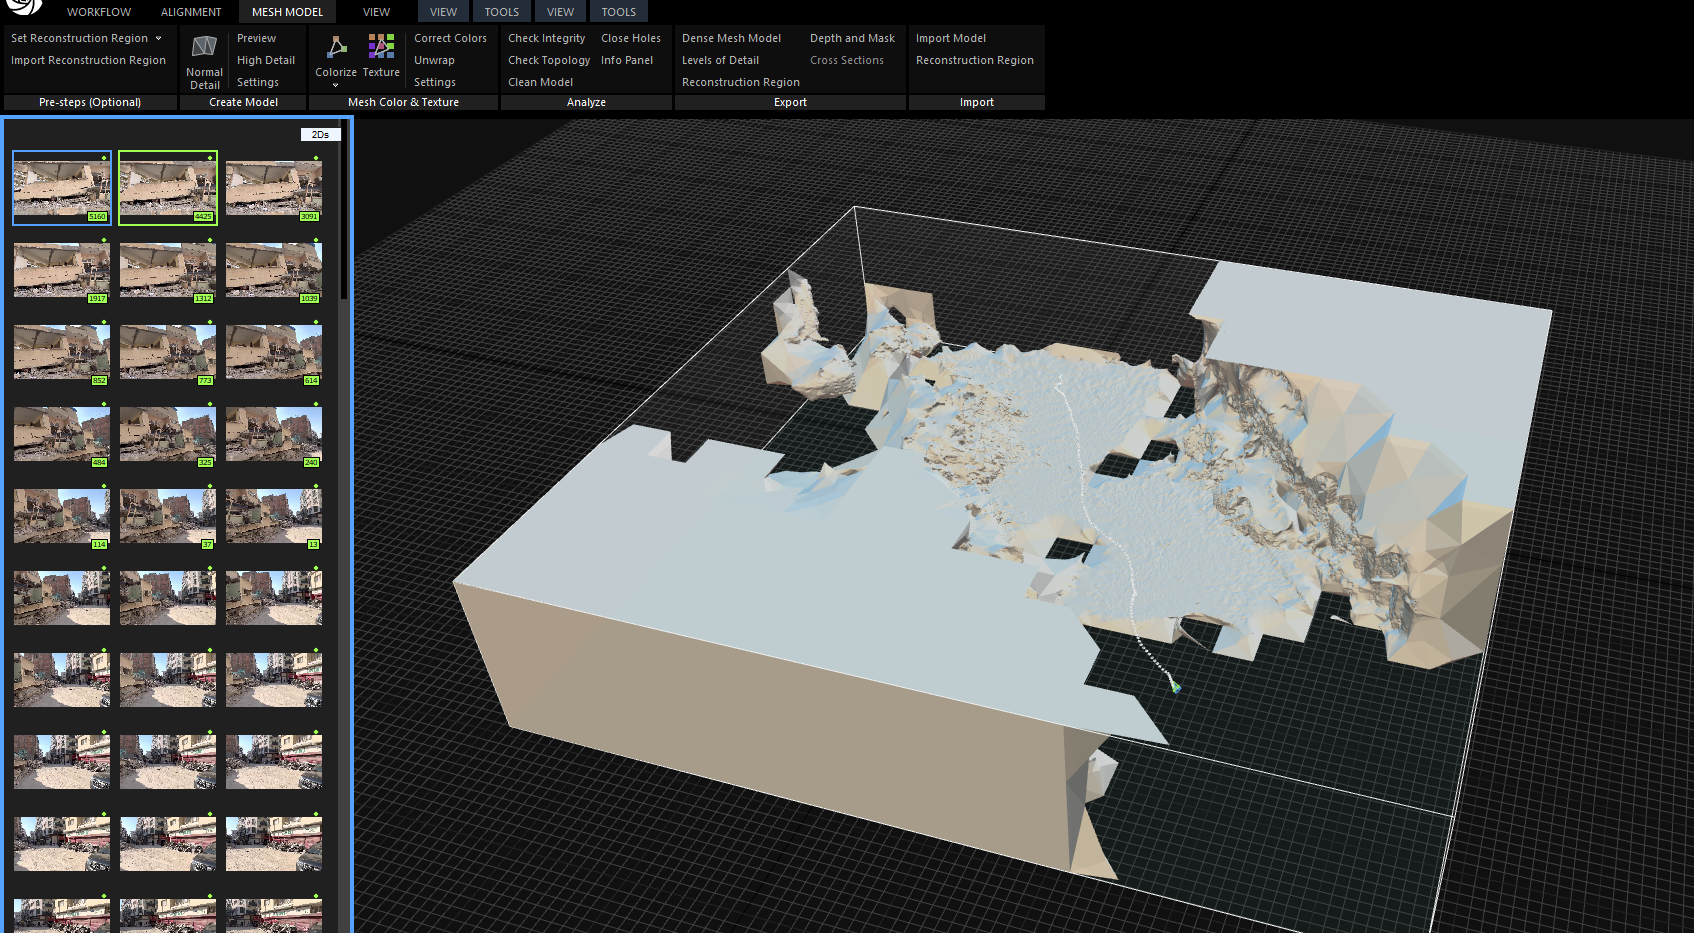 WORKFLOW ALIGNMENT MESH MODEL VIEW VIEW TOOLS VIEW TOOLS
Set Reconstruction Region
Import Reconstruction Region
Pre-steps (Optional)
Normal
Detail
Preview
High Detail
Settings
Create Model
Colorize
Texture
Correct Colors
Unwrap
Settings
Mesh Color & Texture
Check Integrity
Check Topology
Clean Model
Close Holes
Info Panel
Analyze
Dense Mesh Model
Levels of Detail
Reconstruction Region
Depth and Mask
Cross Sections
Export
Import Model
Reconstruction Region
Import
2Ds
5160 4425 3091
1917 1312 1039
852 773 614
484 325 240
114 37 13